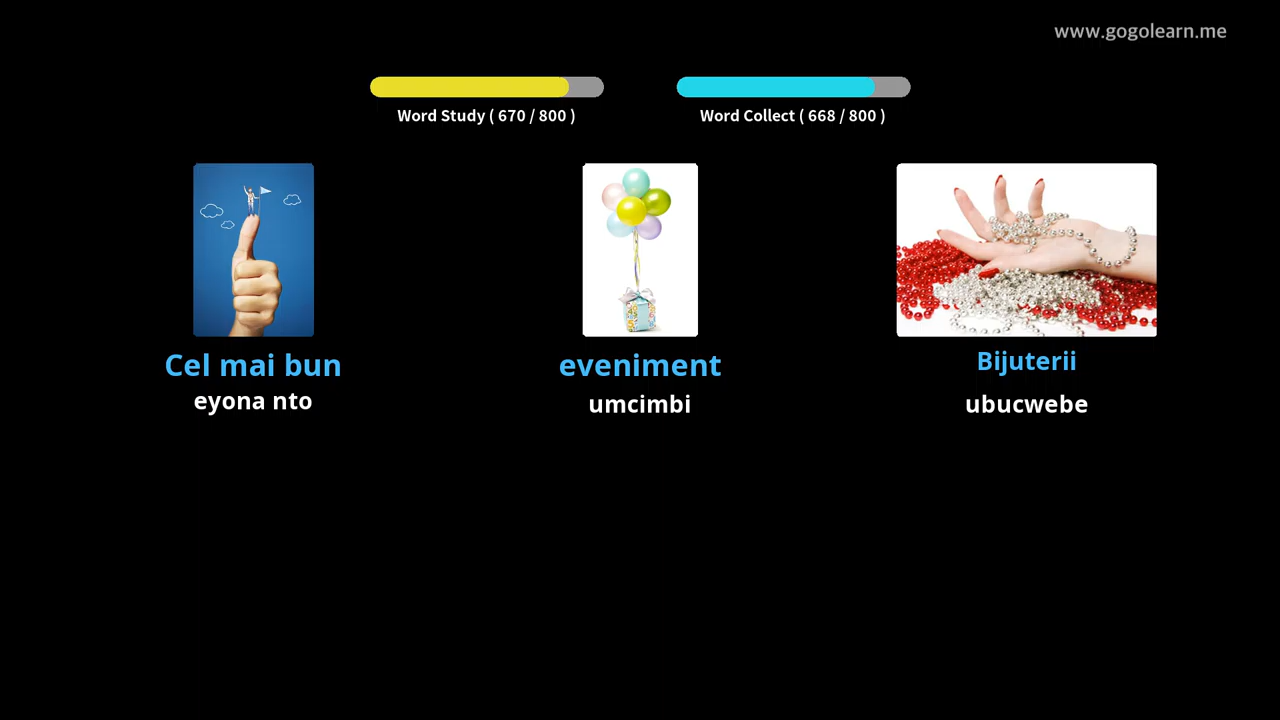 www.gogolearn.me
Word Study ( 670 / 800 )
Word Collect ( 668 / 800 )
Cel mai bun
eyona nto
eveniment
umcimbi
Bijuterii
ubucwebe